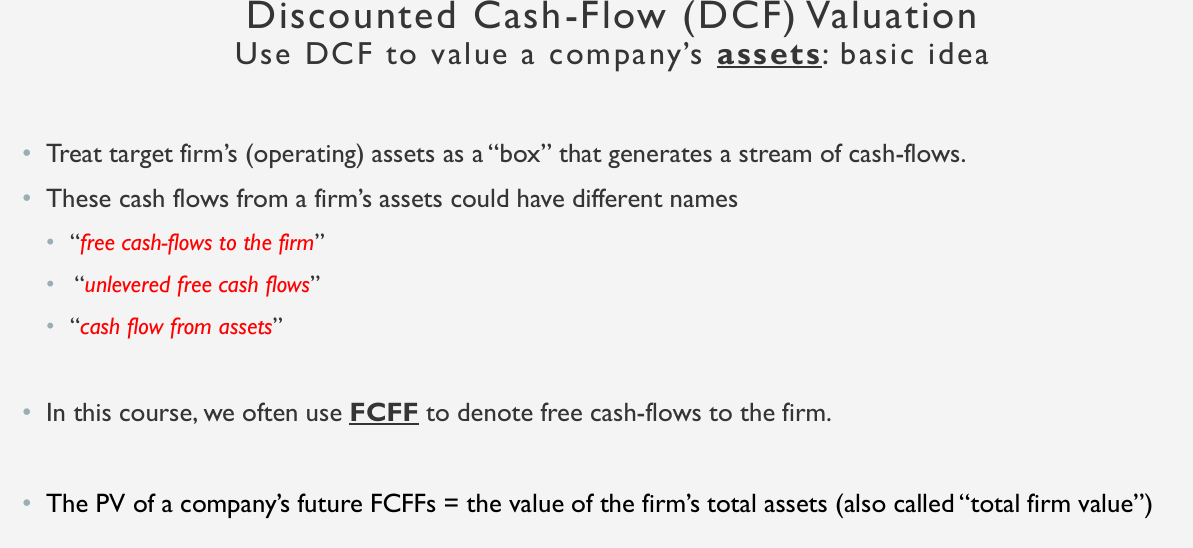 Discounted Cash-Flow (DCF) Valuation
Use DCF to value a company’s assets: basic idea
• Treat target firm’s (operating) assets as a “box” that generates a stream of cash-flows.
• These cash flows from a firm’s assets could have different names
• “free cash-flows to the firm”
• “unlevered free cash flows”
• “cash flow from assets”
• In this course, we often use FCFF to denote free cash-flows to the firm.
• The PV of a company’s future FCFFs = the value of the firm’s total assets (also called “total firm value”)